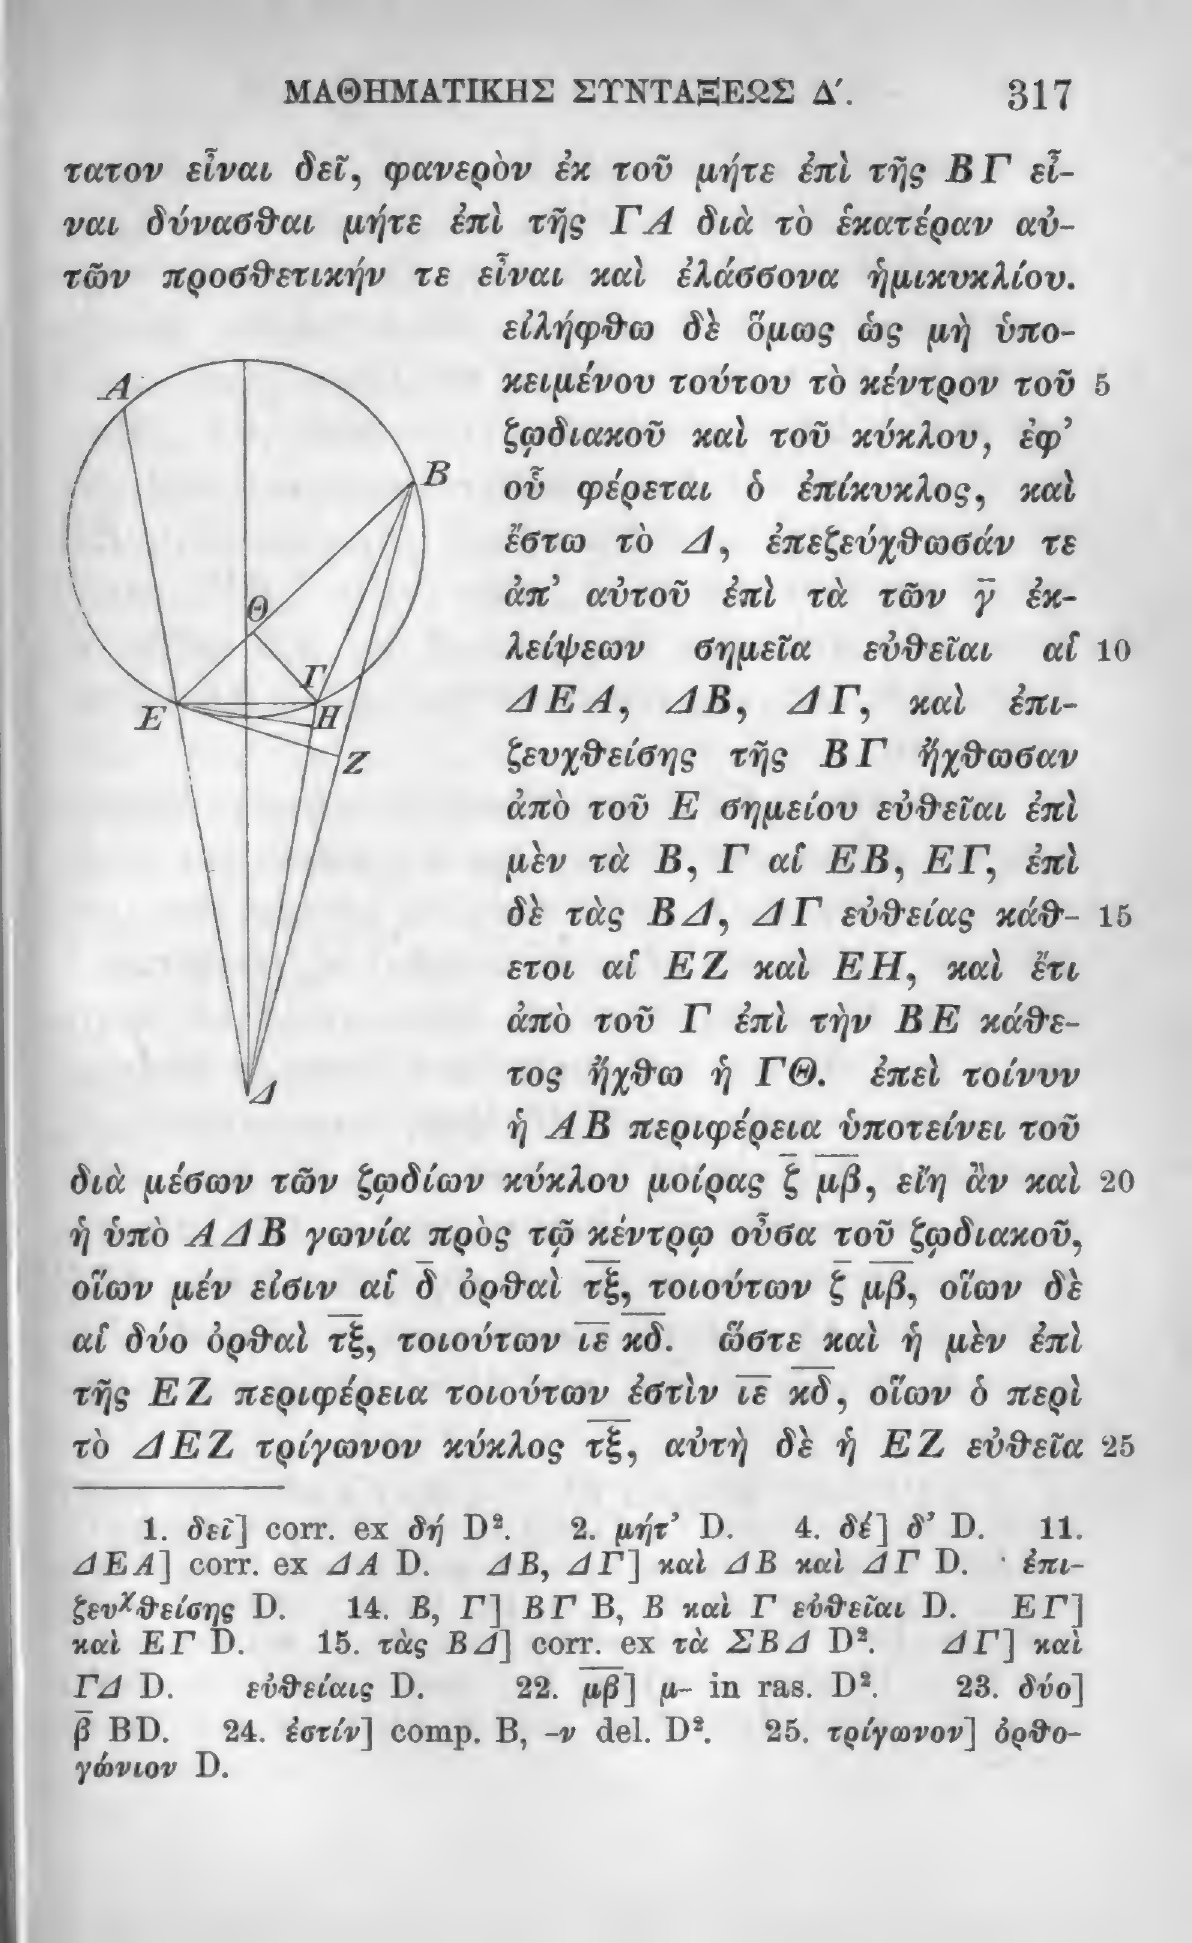 ΜΑΘΗΜΑΤΙΚΗΣ ΣΥΝΤΑΞΕΩΣ Δ΄. 317
τατον εἶναι δεῖ, φανερὸν ἐκ τοῦ μήτε ἐπὶ τῆς ΒΓ εἶ-
ναι δύνασθαι μήτε ἐπὶ τῆς ΓΑ διὰ τὸ ἑκατέραν αὐ-
τῶν προσθετικήν τε εἶναι καὶ ἐλάσσονα ἡμικυκλίου.
εἰλήφθω δὲ ὅμως ὡς μὴ ὑπο-
κειμένου τούτου τὸ κέντρον τοῦ 5
ζῳδιακοῦ καὶ τοῦ κύκλου, ἐφ’
οὗ φέρεται ὁ ἐπίκυκλος, καὶ
ἔστω τὸ Δ, ἐπεζεύχθωσάν τε
ἀπ’ αὐτοῦ ἐπὶ τὰ τῶν γ̅ ἐκ-
λείψεων σημεῖα εὐθεῖαι αἱ 10
ΔΕΑ, ΔΒ, ΔΓ, καὶ ἐπι-
ζευχθείσης τῆς ΒΓ ἤχθωσαν
ἀπὸ τοῦ Ε σημείου εὐθεῖαι ἐπὶ
μὲν τὰ Β, Γ αἱ ΕΒ, ΕΓ, ἐπὶ
δὲ τὰς ΒΔ, ΔΓ εὐθείας κάθ- 15
ετοι αἱ ΕΖ καὶ ΕΗ, καὶ ἔτι
ἀπὸ τοῦ Γ ἐπὶ τὴν ΒΕ κάθε-
τος ἤχθω ἡ ΓΘ. ἐπεὶ τοίνυν
ἡ ΑΒ περιφέρεια ὑποτείνει τοῦ
διὰ μέσων τῶν ζῳδίων κύκλου μοίρας ζ̅ μ̅β̅, εἴη ἂν καὶ 20
ἡ ὑπὸ ΑΔΒ γωνία πρὸς τῷ κέντρῳ οὖσα τοῦ ζῳδιακοῦ,
οἵων μέν εἰσιν αἱ δ̅ ὀρθαὶ τ̅ξ̅, τοιούτων ζ̅ μ̅β̅, οἵων δὲ
αἱ δύο ὀρθαὶ τ̅ξ̅, τοιούτων ι̅ε̅ κ̅δ̅. ὥστε καὶ ἡ μὲν ἐπὶ
τῆς ΕΖ περιφέρεια τοιούτων ἐστὶν ι̅ε̅ κ̅δ̅, οἵων ὁ περὶ
τὸ ΔΕΖ τρίγωνον κύκλος τ̅ξ̅, αὐτὴ δὲ ἡ ΕΖ εὐθεῖα 25
Α
Β
Θ
Γ
Ε
Η
Ζ
Δ
1. δεῖ] corr. ex δή D². 2. μήτ’ D. 4. δέ] δ’ D. 11.
ΔΕΑ] corr. ex ΔΑ D. ΔΒ, ΔΓ] καὶ ΔΒ καὶ ΔΓ D. ἐπι-
ζευᵡθείσης D. 14. Β, Γ] ΒΓ B, Β καὶ Γ εὐθεῖαι D. ΕΓ]
καὶ ΕΓ D. 15. τὰς ΒΔ] corr. ex τὰ ΣΒΔ D². ΔΓ] καὶ
ΓΔ D. εὐθείαις D. 22. μ̅β̅] μ- in ras. D². 23. δύο]
β̅ BD. 24. ἐστίν] comp. B, -ν del. D². 25. τρίγωνον] ὀρθο-
γώνιον D.